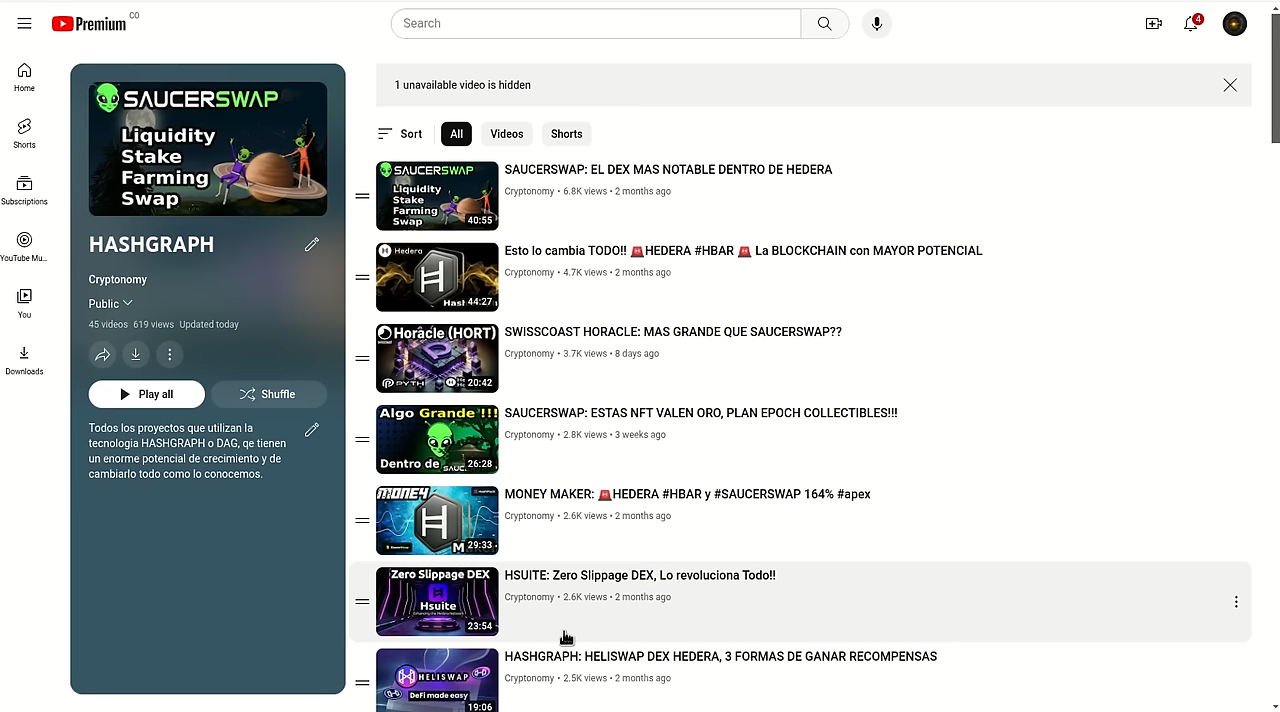 Premium CO
Search
4
Home
Shorts
Subscriptions
YouTube Mu...
You
Downloads
SAUCERSWAP
Liquidity
Stake
Farming
Swap
HASHGRAPH
Cryptonomy
Public
45 videos 619 views Updated today
Play all
Shuffle
Todos los proyectos que utilizan la
tecnologia HASHGRAPH o DAG, qe tienen
un enorme potencial de crecimiento y de
cambiarlo todo como lo conocemos.
1 unavailable video is hidden
Sort
All
Videos
Shorts
SAUCERSWAP
Liquidity
Stake
Farming
Swap
40:55
SAUCERSWAP: EL DEX MAS NOTABLE DENTRO DE HEDERA
Cryptonomy • 6.8K views • 2 months ago
Hedera
44:27
Esto lo cambia TODO!! 🚨HEDERA #HBAR 🚨 La BLOCKCHAIN con MAYOR POTENCIAL
Cryptonomy • 4.7K views • 2 months ago
Horacle (HORT)
PYTH
20:42
SWISSCOAST HORACLE: MAS GRANDE QUE SAUCERSWAP??
Cryptonomy • 3.7K views • 8 days ago
Algo Grande !!!
Dentro de
26:28
SAUCERSWAP: ESTAS NFT VALEN ORO, PLAN EPOCH COLLECTIBLES!!!
Cryptonomy • 2.8K views • 3 weeks ago
MONEY
29:33
MONEY MAKER: 🚨HEDERA #HBAR y #SAUCERSWAP 164% #apex
Cryptonomy • 2.6K views • 2 months ago
Zero Slippage DEX
Hsuite
23:54
HSUITE: Zero Slippage DEX, Lo revoluciona Todo!!
Cryptonomy • 2.6K views • 2 months ago
HELISWAP
DeFi made easy
19:06
HASHGRAPH: HELISWAP DEX HEDERA, 3 FORMAS DE GANAR RECOMPENSAS
Cryptonomy • 2.5K views • 2 months ago